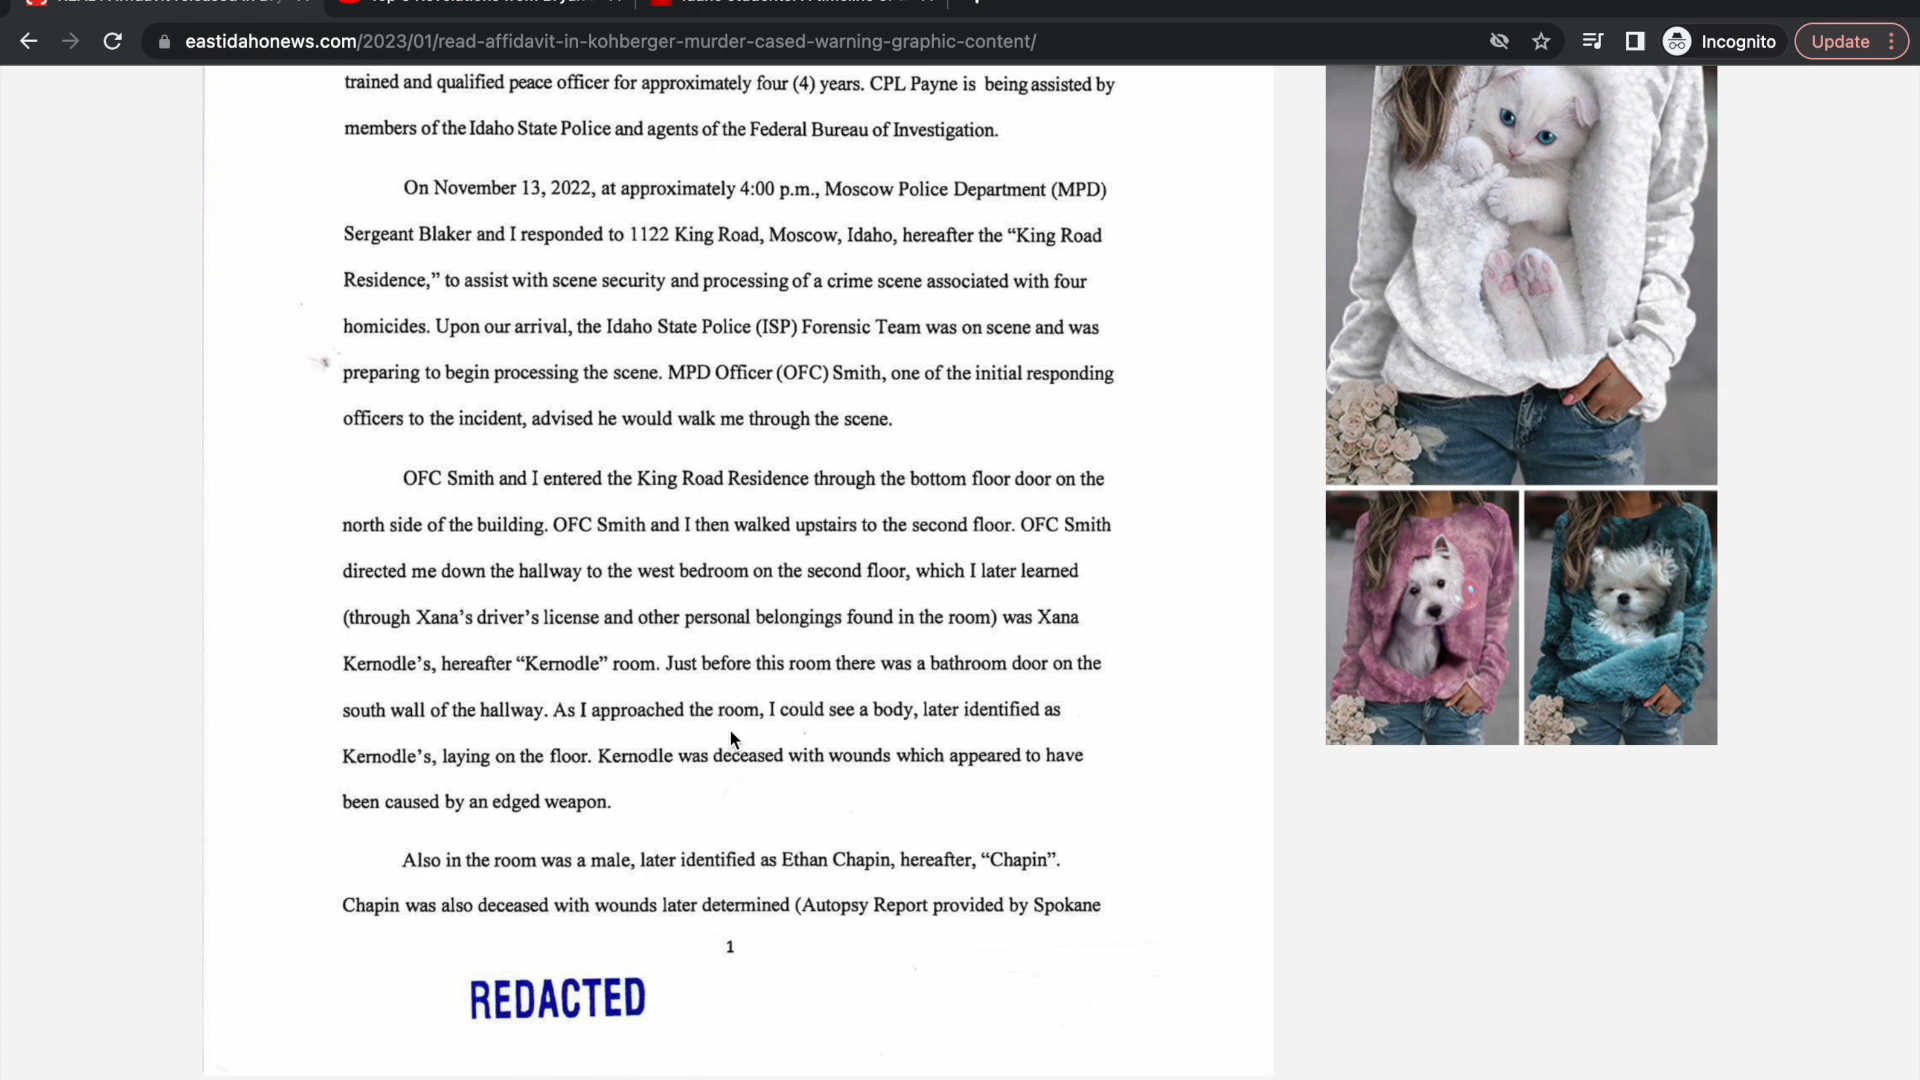 eastidahonews.com/2023/01/read-affidavit-in-kohberger-murder-cased-warning-graphic-content/
Incognito
Update
trained and qualified peace officer for approximately four (4) years. CPL Payne is being assisted by
members of the Idaho State Police and agents of the Federal Bureau of Investigation.
On November 13, 2022, at approximately 4:00 p.m., Moscow Police Department (MPD)
Sergeant Blaker and I responded to 1122 King Road, Moscow, Idaho, hereafter the “King Road
Residence,” to assist with scene security and processing of a crime scene associated with four
homicides. Upon our arrival, the Idaho State Police (ISP) Forensic Team was on scene and was
preparing to begin processing the scene. MPD Officer (OFC) Smith, one of the initial responding
officers to the incident, advised he would walk me through the scene.
OFC Smith and I entered the King Road Residence through the bottom floor door on the
north side of the building. OFC Smith and I then walked upstairs to the second floor. OFC Smith
directed me down the hallway to the west bedroom on the second floor, which I later learned
(through Xana’s driver’s license and other personal belongings found in the room) was Xana
Kernodle’s, hereafter “Kernodle” room. Just before this room there was a bathroom door on the
south wall of the hallway. As I approached the room, I could see a body, later identified as
Kernodle’s, laying on the floor. Kernodle was deceased with wounds which appeared to have
been caused by an edged weapon.
Also in the room was a male, later identified as Ethan Chapin, hereafter, “Chapin”.
Chapin was also deceased with wounds later determined (Autopsy Report provided by Spokane
1
REDACTED